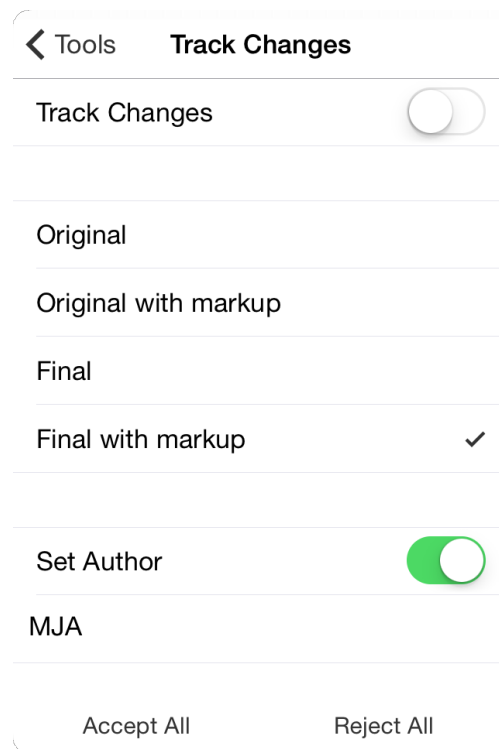 Tools Track Changes
Track Changes
Original
Original with markup
Final
Final with markup
Set Author
MJA
Accept All Reject All